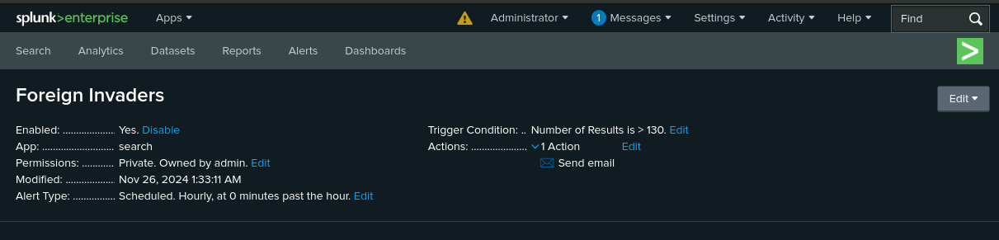 splunk>enterprise Apps Administrator 1 Messages Settings Activity Help Find
Search Analytics Datasets Reports Alerts Dashboards
Foreign Invaders
Edit
Enabled: .................... Yes. Disable
App: ........................... search
Permissions: ............ Private. Owned by admin. Edit
Modified: ................... Nov 26, 2024 1:33:11 AM
Alert Type: ................ Scheduled. Hourly, at 0 minutes past the hour. Edit
Trigger Condition: .. Number of Results is > 130. Edit
Actions: ..................... 1 Action Edit
Send email